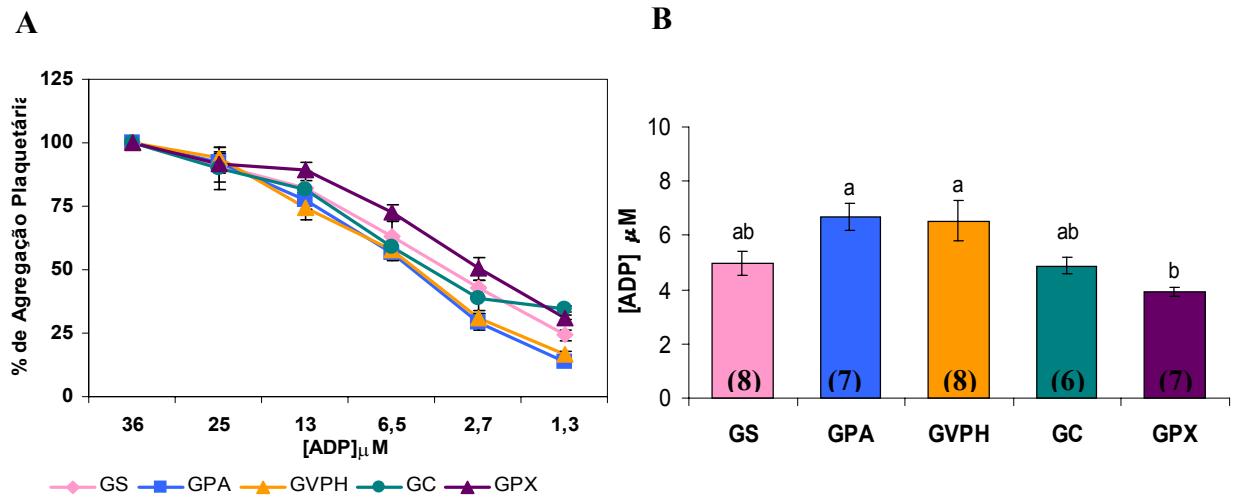 A
% de Agregação Plaquetária
125
100
75
50
25
0
36 25 13 6,5 2,7 1,3
[ADP]µM
GS GPA GVPH GC GPX
B
[ADP] µM
10
8
6
4
2
0
ab a a ab b
(8) (7) (8) (6) (7)
GS GPA GVPH GC GPX